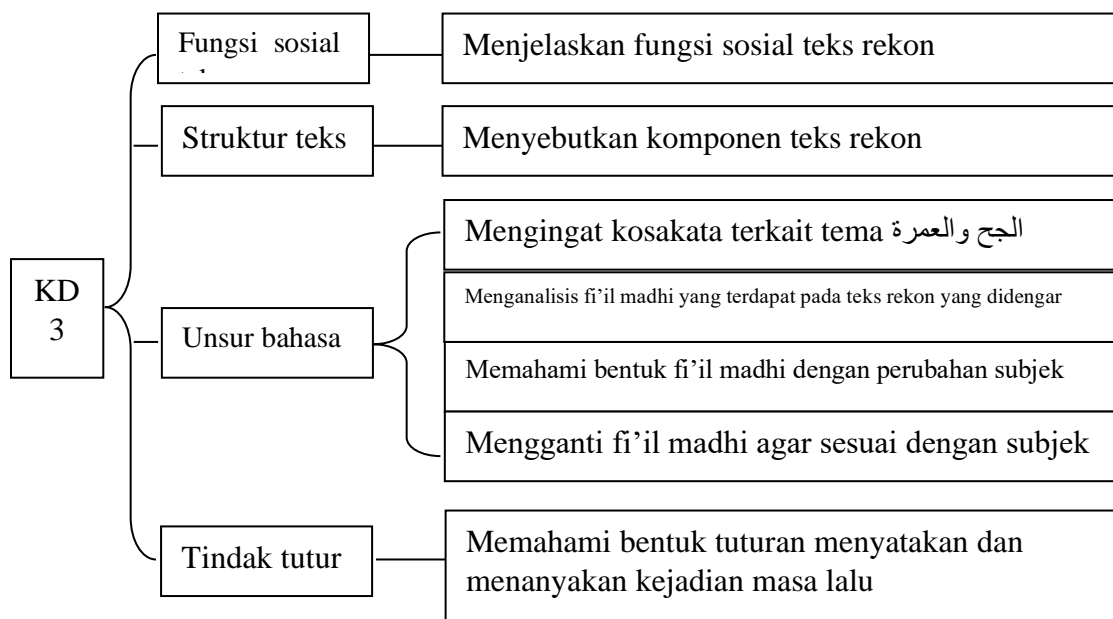 Fungsi sosial
Menjelaskan fungsi sosial teks rekon
Struktur teks
Menyebutkan komponen teks rekon
KD
3
Unsur bahasa
Mengingat kosakata terkait tema الجح والعمرة
Menganalisis fi’il madhi yang terdapat pada teks rekon yang didengar
Memahami bentuk fi’il madhi dengan perubahan subjek
Mengganti fi’il madhi agar sesuai dengan subjek
Tindak tutur
Memahami bentuk tuturan menyatakan dan
menanyakan kejadian masa lalu